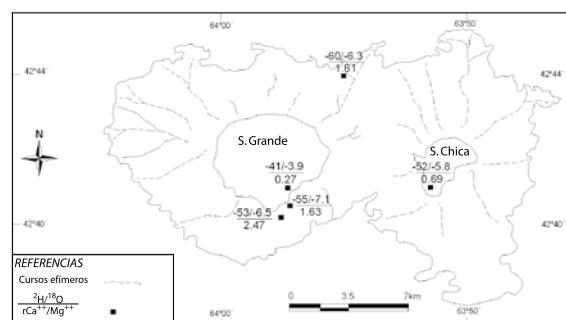 64°00´ 63°50´
-60/-6.3
1.61
42°44´ 42°44´
N
S. Grande
S. Chica
-41/-3.9
0.27
-52/-5.8
0.69
-55/-7.1
1.63
-53/-6.5
2.47
42°40´ 42°40´
REFERENCIAS
Cursos efímeros
²H/¹⁸O
rCa⁺⁺/Mg⁺⁺
0 3.5 7km
64°00´ 63°50´